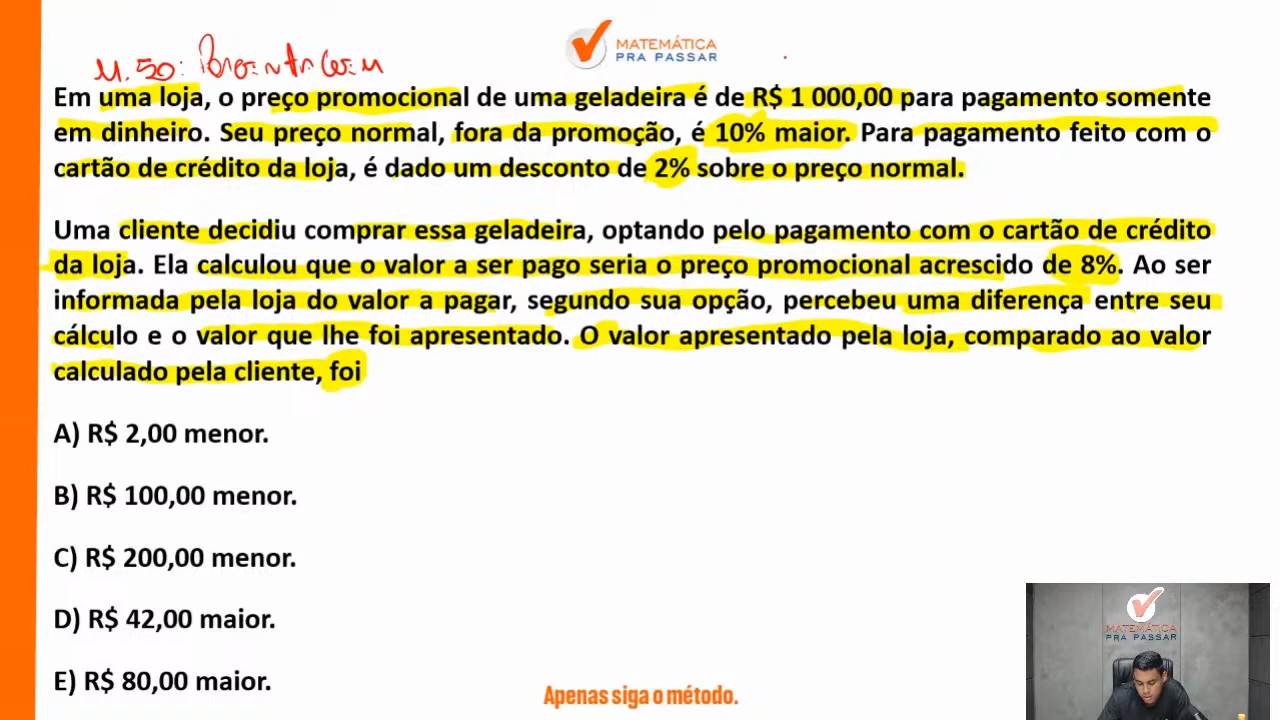 M.50: Porcentagem
MATEMÁTICA
PRA PASSAR
Em uma loja, o preço promocional de uma geladeira é de R$ 1 000,00 para pagamento somente
em dinheiro. Seu preço normal, fora da promoção, é 10% maior. Para pagamento feito com o
cartão de crédito da loja, é dado um desconto de 2% sobre o preço normal.
Uma cliente decidiu comprar essa geladeira, optando pelo pagamento com o cartão de crédito
da loja. Ela calculou que o valor a ser pago seria o preço promocional acrescido de 8%. Ao ser
informada pela loja do valor a pagar, segundo sua opção, percebeu uma diferença entre seu
cálculo e o valor que lhe foi apresentado. O valor apresentado pela loja, comparado ao valor
calculado pela cliente, foi
A) R$ 2,00 menor.
B) R$ 100,00 menor.
C) R$ 200,00 menor.
D) R$ 42,00 maior.
E) R$ 80,00 maior.
MATEMÁTICA
PRA PASSAR
Apenas siga o método.